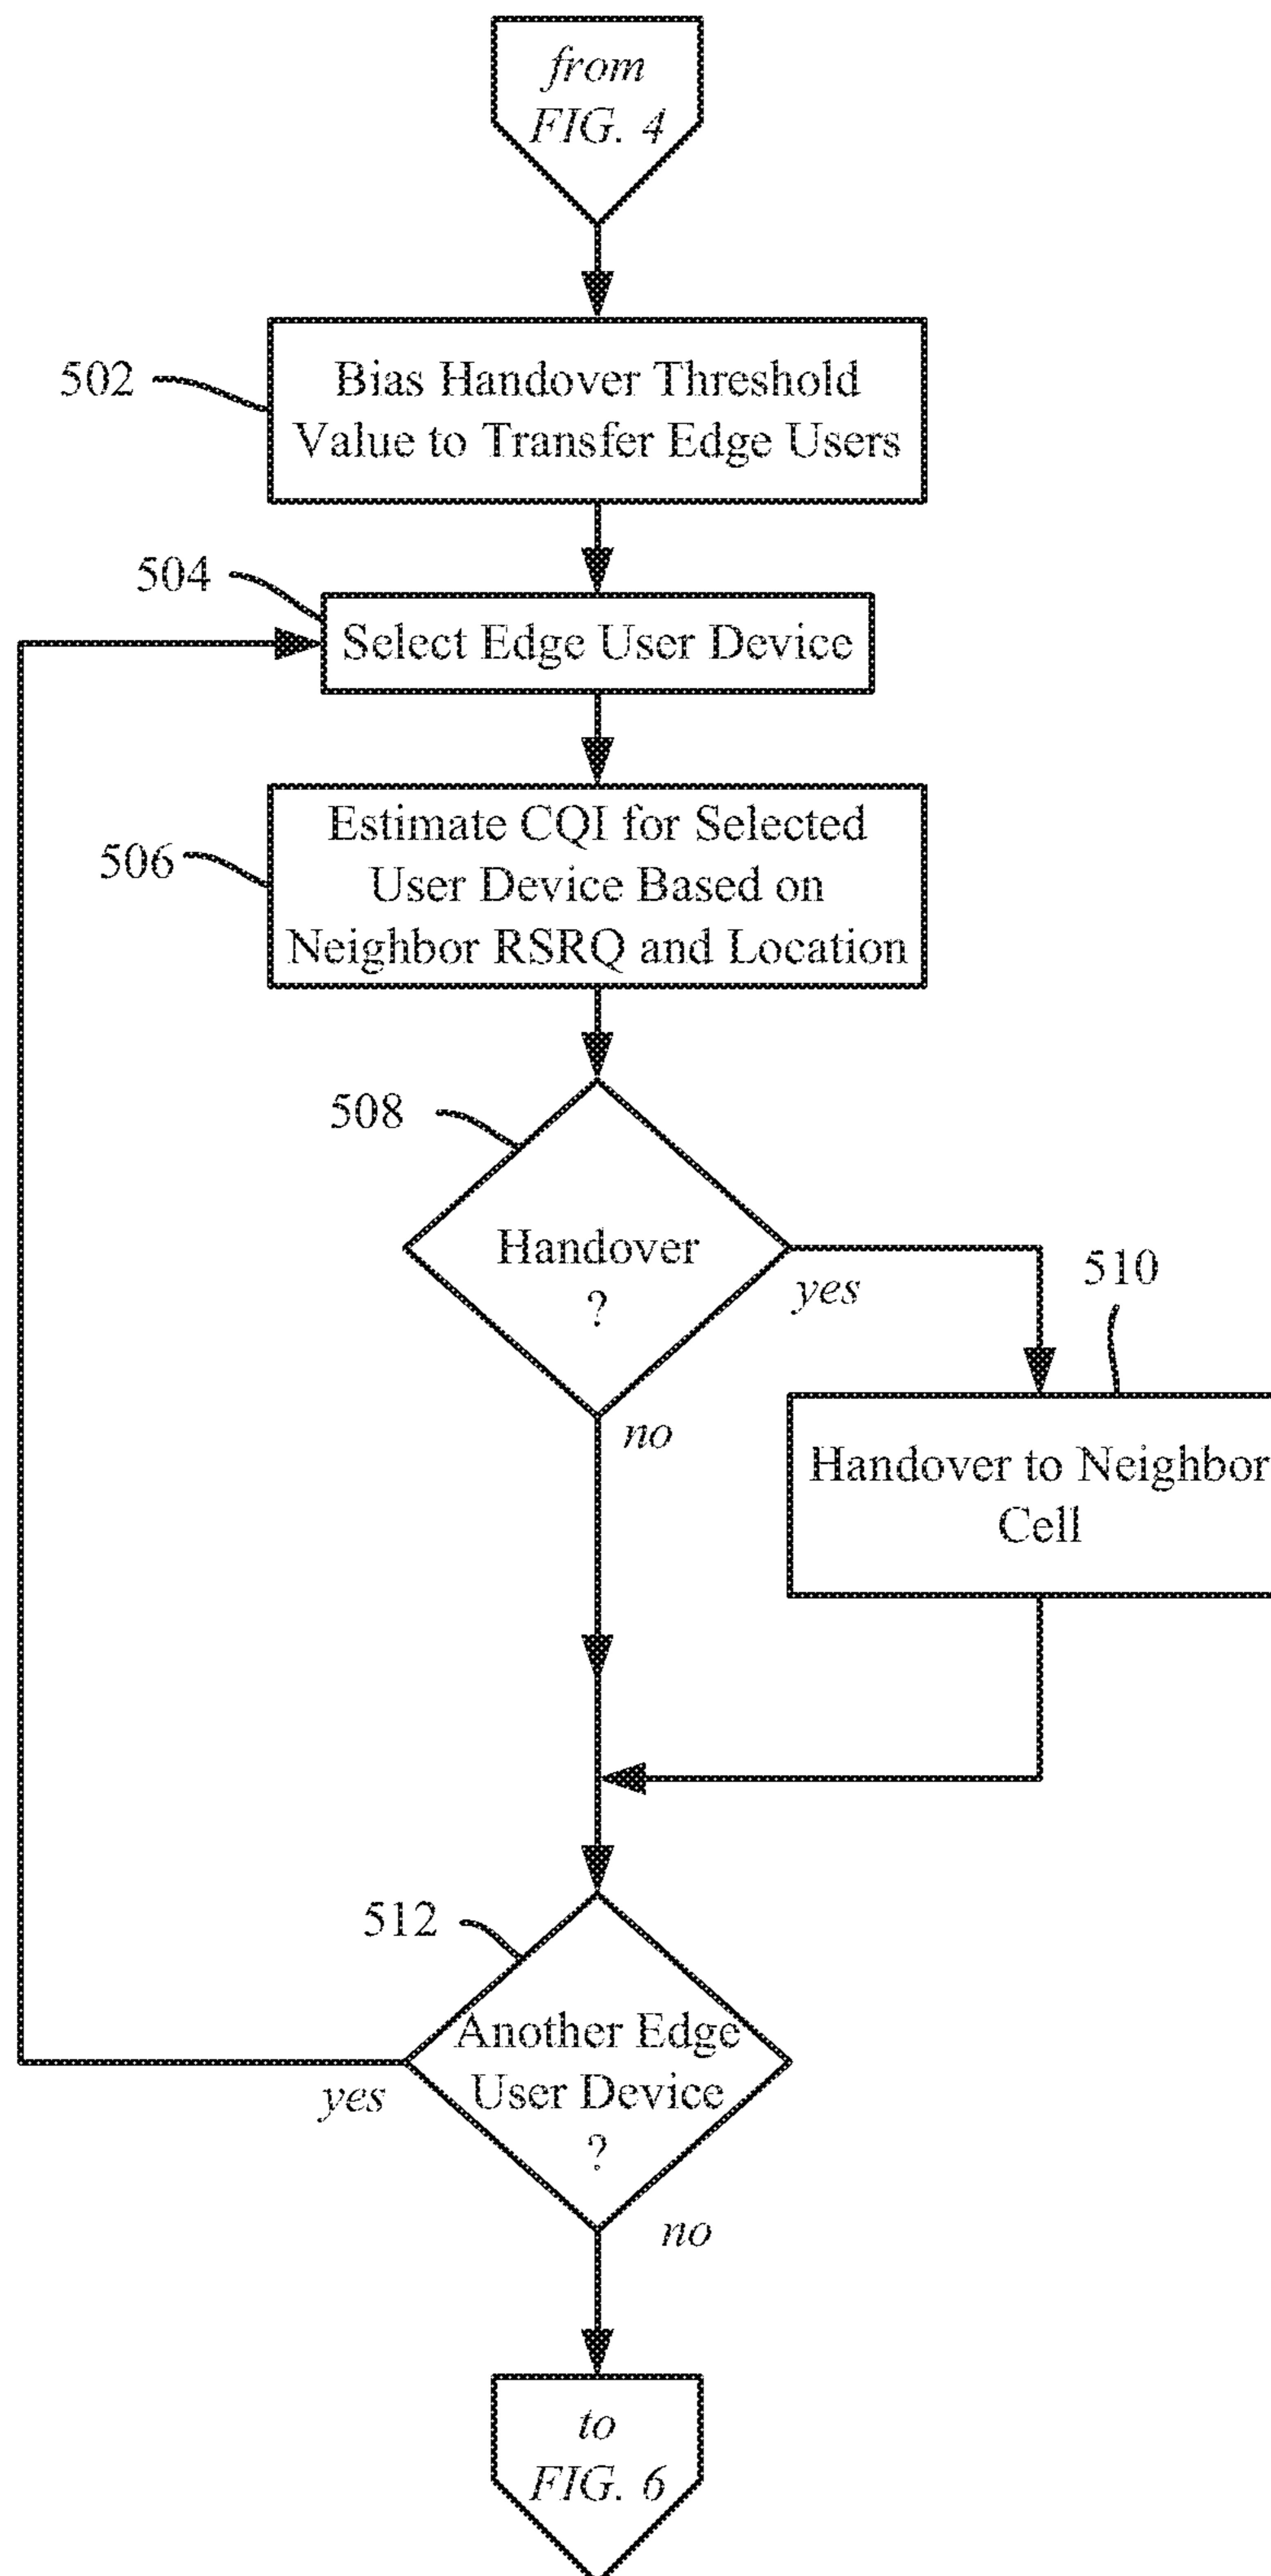 from
FIG. 4
502
Bias Handover Threshold
Value to Transfer Edge Users
504
Select Edge User Device
506
Estimate CQI for Selected
User Device Based on
Neighbor RSRQ and Location
508
Handover
?
yes
510
no
Handover to Neighbor
Cell
512
Another Edge
User Device
?
yes
no
to
FIG. 6